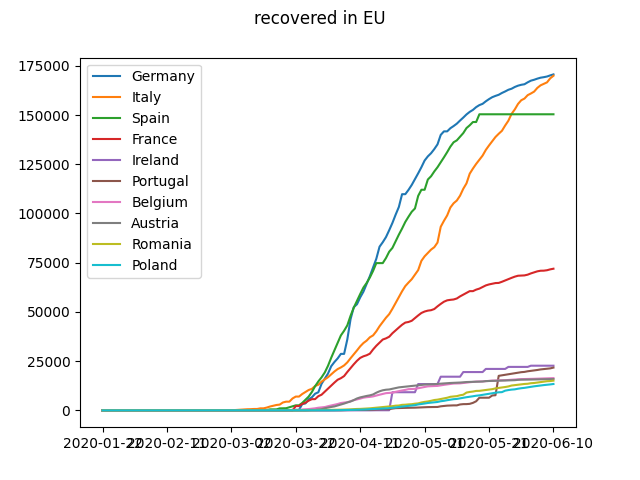 recovered in EU
175000
150000
125000
100000
75000
50000
25000
0
Germany
Italy
Spain
France
Ireland
Portugal
Belgium
Austria
Romania
Poland
2020-01-22 2020-02-11 2020-03-02 2020-03-22 2020-04-11 2020-05-01 2020-05-21 2020-06-10